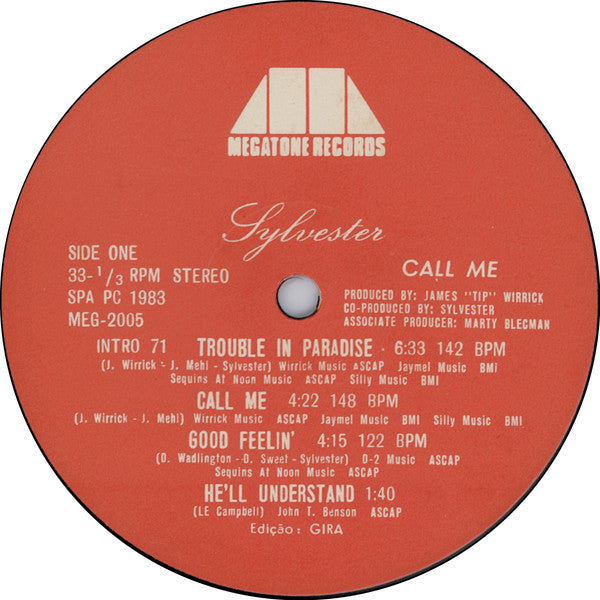 MEGATONE RECORDS
Sylvester
SIDE ONE
33-1/3 RPM STEREO
SPA PC 1983
MEG-2005
CALL ME
PRODUCED BY: JAMES "TIP" WIRRICK
CO-PRODUCED BY: SYLVESTER
ASSOCIATE PRODUCER: MARTY BLECMAN
INTRO 71 TROUBLE IN PARADISE - 6:33 142 BPM
(J. Wirrick - J. Mehl - Sylvester) Wirrick Music ASCAP Jaymel Music BMI
Sequins At Noon Music ASCAP Silly Music BMI
CALL ME 4:22 148 BPM
(J. Wirrick - J. Mehl) Wirrick Music ASCAP Jaymel Music BMI Silly Music BMI
GOOD FEELIN' 4:15 122 BPM
(D. Wadlington - D. Sweet - Sylvester) D-2 Music ASCAP
Sequins At Noon Music ASCAP
HE'LL UNDERSTAND 1:40
(LE Campbell) John T. Benson ASCAP
Edição: GIRA